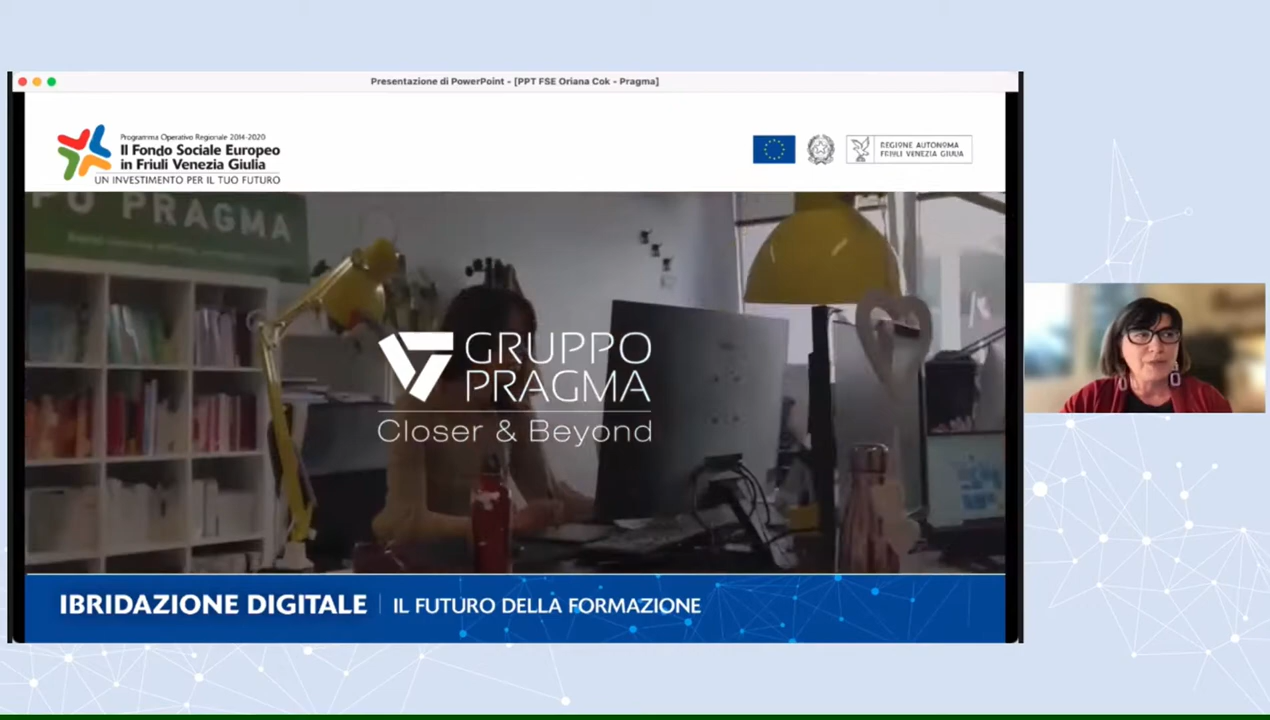 Presentazione di PowerPoint - [PPT FSE Oriana Cok - Pragma]
Programma Operativo Regionale 2014-2020
Il Fondo Sociale Europeo
in Friuli Venezia Giulia
UN INVESTIMENTO PER IL TUO FUTURO
REGIONE AUTONOMA
FRIULI VENEZIA GIULIA
PO PRAGMA
GRUPPO
PRAGMA
Closer & Beyond
IBRIDAZIONE DIGITALE | IL FUTURO DELLA FORMAZIONE